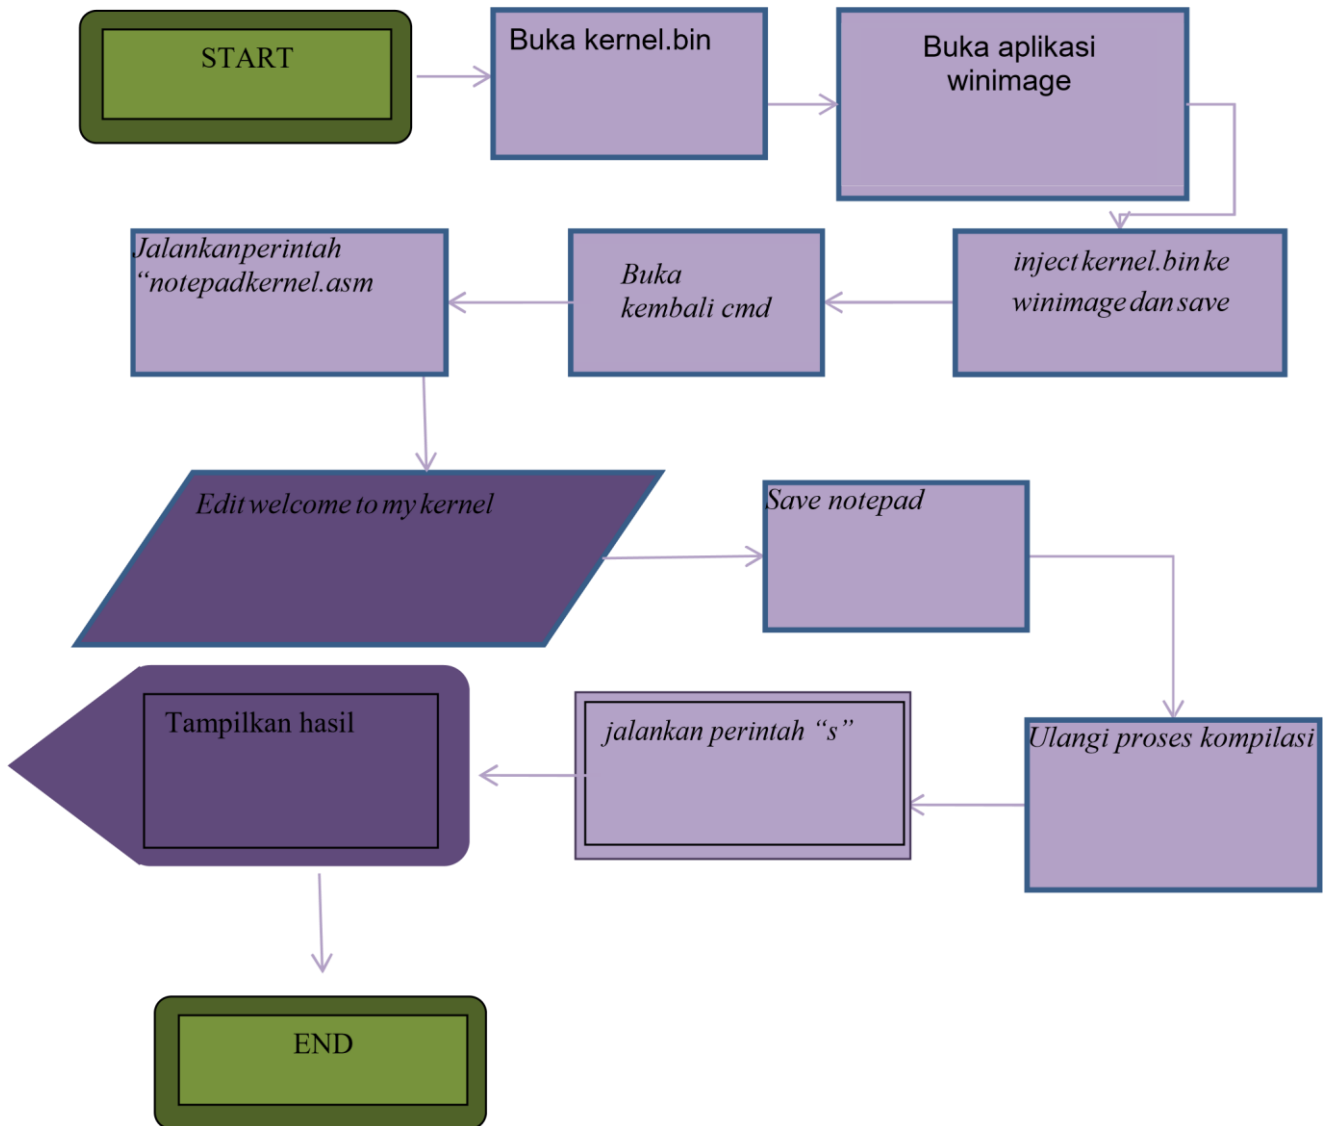 START
Buka kernel.bin
Buka aplikasi
winimage
inject kernel.bin ke
winimage dan save
Buka
kembali cmd
Jalankanperintah
“notepadkernel.asm
Edit welcome to my kernel
Save notepad
Ulangi proses kompilasi
jalankan perintah “s”
Tampilkan hasil
END